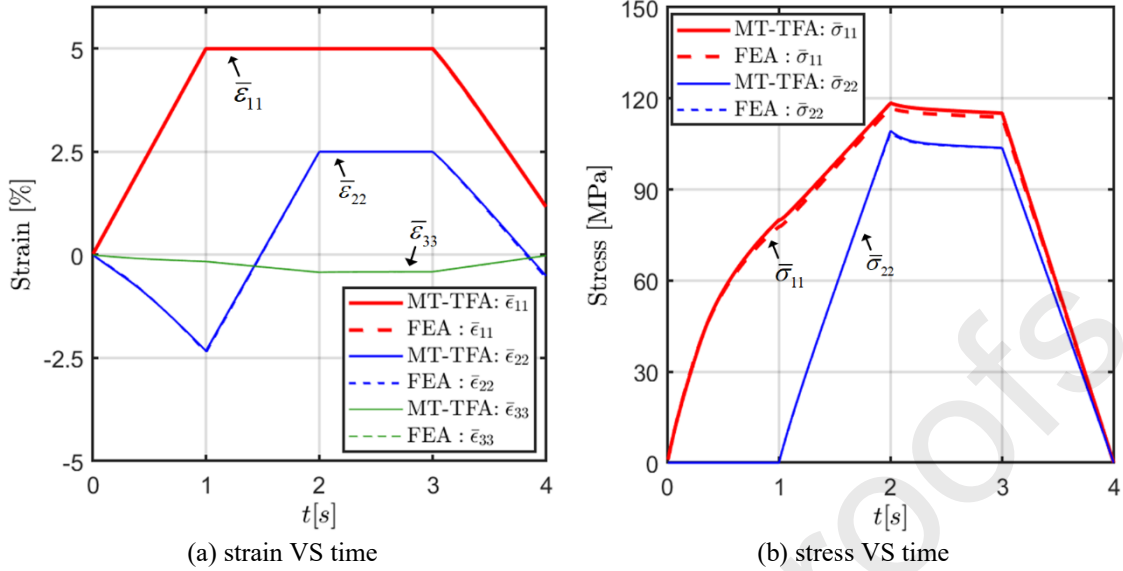 5
2.5
0
-2.5
-5
Strain [%]
ε̄11
ε̄22
ε̄33
MT-TFA: ε̄11
FEA : ε̄11
MT-TFA: ε̄22
FEA : ε̄22
MT-TFA: ε̄33
FEA : ε̄33
0 1 2 3 4
t[s]
(a) strain VS time
150
120
90
60
30
0
Stress [MPa]
MT-TFA: σ̄11
FEA : σ̄11
MT-TFA: σ̄22
FEA : σ̄22
σ̄11
σ̄22
0 1 2 3 4
t[s]
(b) stress VS time
roofs